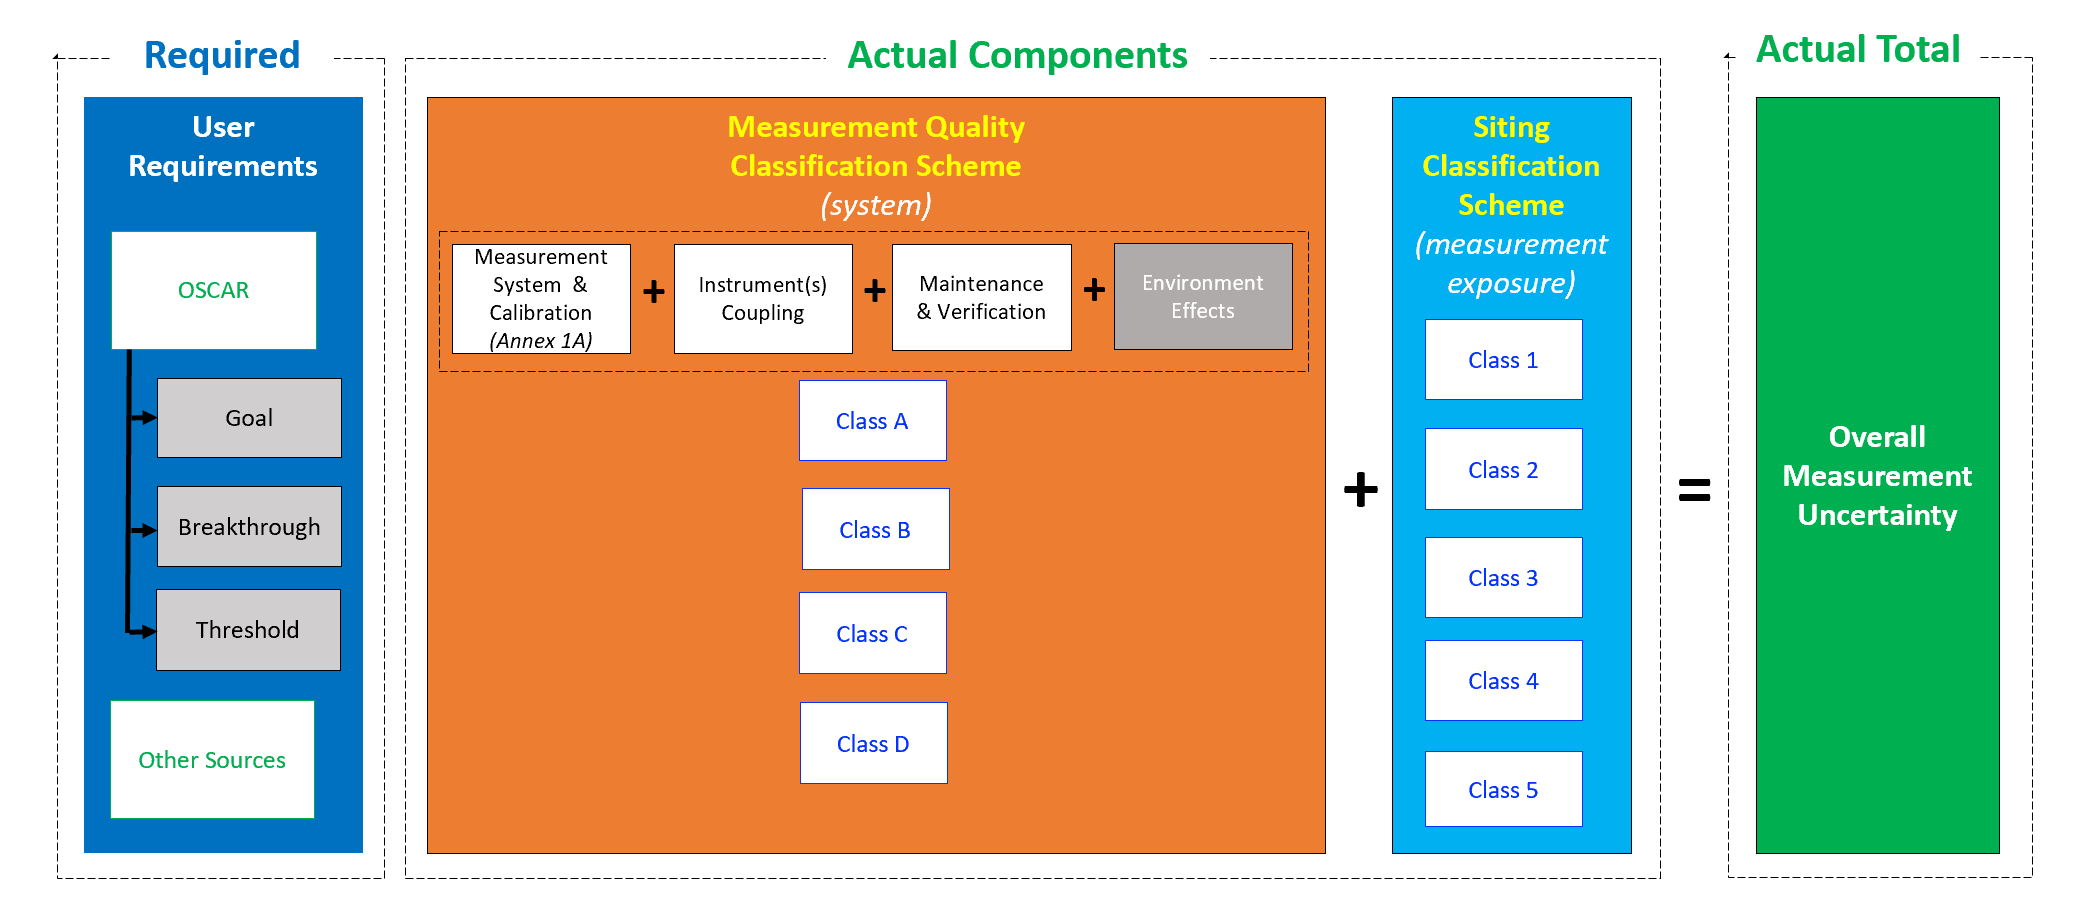 Required
User
Requirements
OSCAR
Goal
Breakthrough
Threshold
Other Sources
Actual Components
Measurement Quality
Classification Scheme
(system)
Measurement
System &
Calibration
(Annex 1A)
+
Instrument(s)
Coupling
+
Maintenance
& Verification
+
Environment
Effects
Class A
Class B
Class C
Class D
+
Siting
Classification
Scheme
(measurement
exposure)
Class 1
Class 2
Class 3
Class 4
Class 5
=
Actual Total
Overall
Measurement
Uncertainty